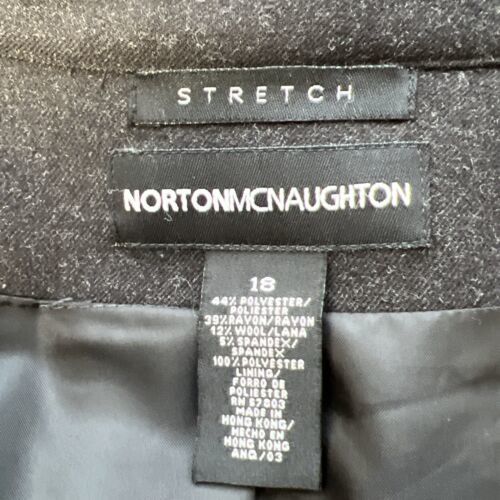 STRETCH
NORTONMCNAUGHTON
18
44% POLYESTER/
POLIESTER
39% RAYON/RAYON
12% WOOL/LANA
5% SPANDEX/
SPANDEX
100% POLYESTER
LINING/
FORRO DE
POLIESTER
RN 57003
MADE IN
HONG KONG/
HECHO EN
HONG KONG
ANG/03